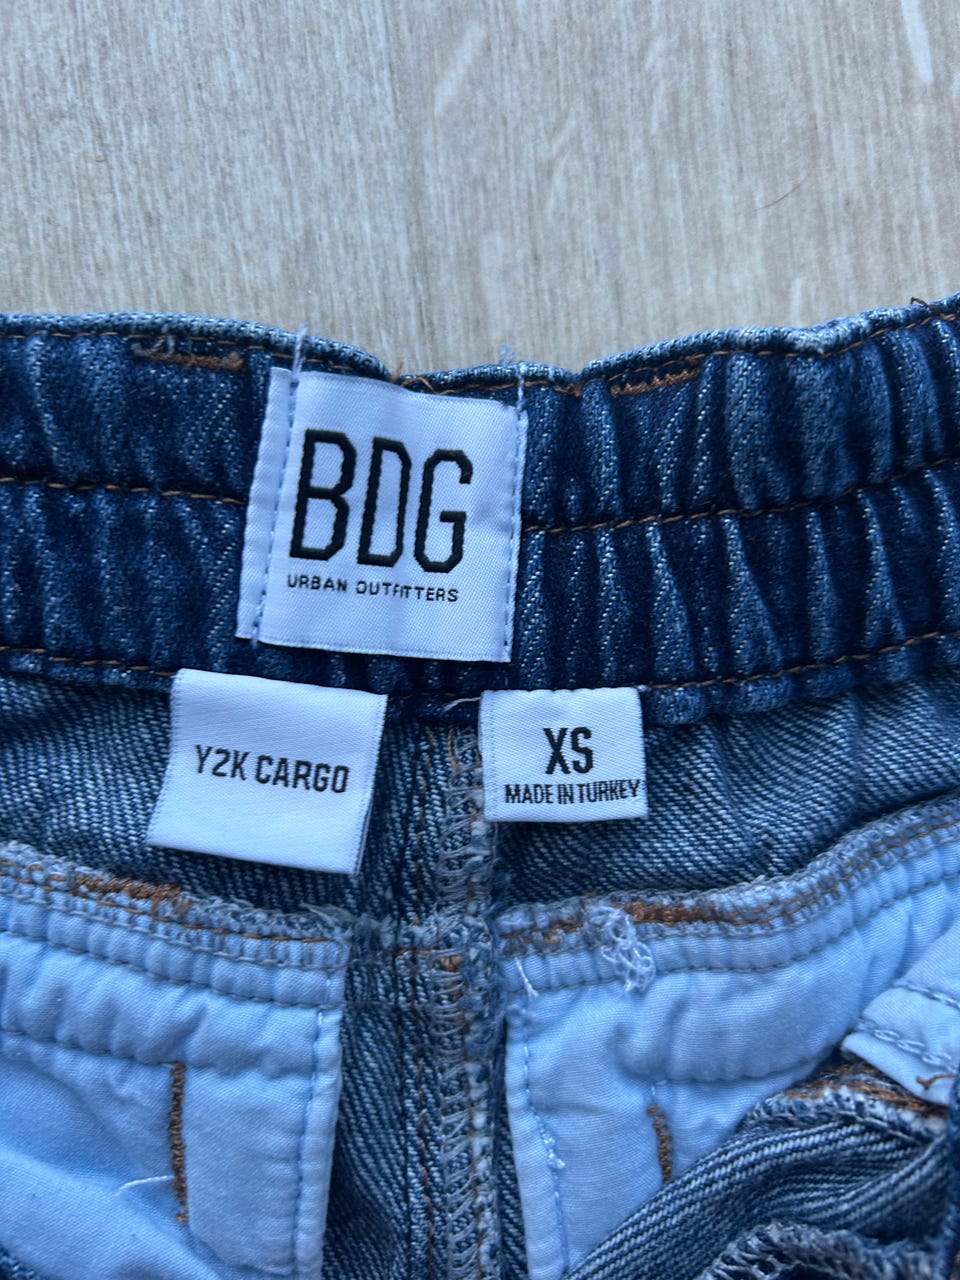 BDG
URBAN OUTFITTERS
Y2K CARGO
XS
MADE IN TURKEY